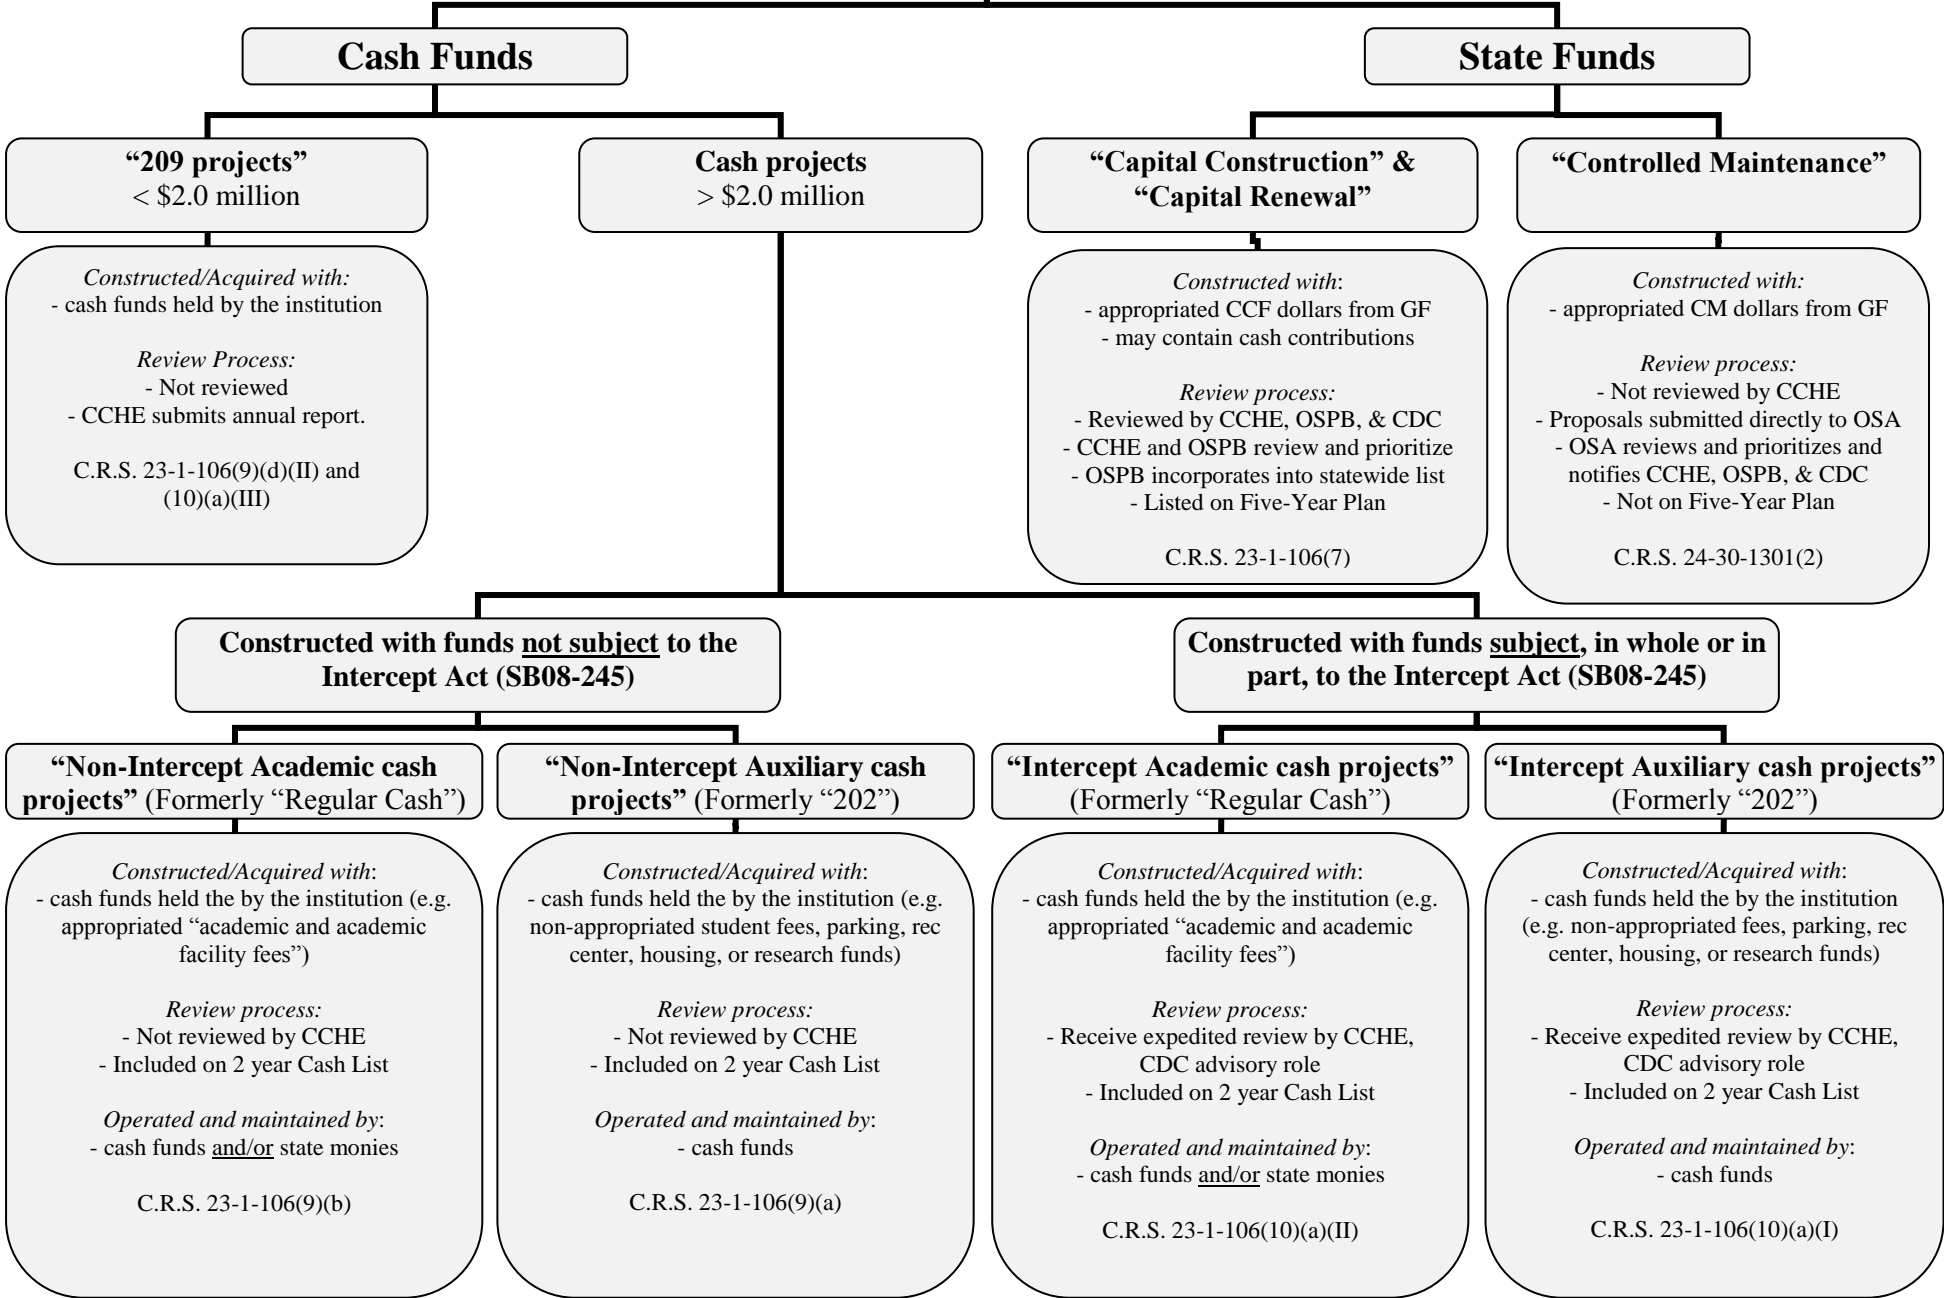 Cash Funds
State Funds
“209 projects”
< $2.0 million
Cash projects
> $2.0 million
“Capital Construction” &
“Capital Renewal”
“Controlled Maintenance”
Constructed/Acquired with:
- cash funds held by the institution
Review Process:
- Not reviewed
- CCHE submits annual report.
C.R.S. 23-1-106(9)(d)(II) and
(10)(a)(III)
Constructed with:
- appropriated CCF dollars from GF
- may contain cash contributions
Review process:
- Reviewed by CCHE, OSPB, & CDC
- CCHE and OSPB review and prioritize
- OSPB incorporates into statewide list
- Listed on Five-Year Plan
C.R.S. 23-1-106(7)
Constructed with:
- appropriated CM dollars from GF
Review process:
- Not reviewed by CCHE
- Proposals submitted directly to OSA
- OSA reviews and prioritizes and
notifies CCHE, OSPB, & CDC
- Not on Five-Year Plan
C.R.S. 24-30-1301(2)
Constructed with funds not subject to the
Intercept Act (SB08-245)
Constructed with funds subject, in whole or in
part, to the Intercept Act (SB08-245)
“Non-Intercept Academic cash
projects” (Formerly “Regular Cash”)
“Non-Intercept Auxiliary cash
projects” (Formerly “202”)
“Intercept Academic cash projects”
(Formerly “Regular Cash”)
“Intercept Auxiliary cash projects”
(Formerly “202”)
Constructed/Acquired with:
- cash funds held the by the institution (e.g.
appropriated “academic and academic
facility fees”)
Review process:
- Not reviewed by CCHE
- Included on 2 year Cash List
Operated and maintained by:
- cash funds and/or state monies
C.R.S. 23-1-106(9)(b)
Constructed/Acquired with:
- cash funds held the by the institution (e.g.
non-appropriated student fees, parking, rec
center, housing, or research funds)
Review process:
- Not reviewed by CCHE
- Included on 2 year Cash List
Operated and maintained by:
- cash funds
C.R.S. 23-1-106(9)(a)
Constructed/Acquired with:
- cash funds held the by the institution (e.g.
appropriated “academic and academic
facility fees”)
Review process:
- Receive expedited review by CCHE,
CDC advisory role
- Included on 2 year Cash List
Operated and maintained by:
- cash funds and/or state monies
C.R.S. 23-1-106(10)(a)(II)
Constructed/Acquired with:
- cash funds held the by the institution
(e.g. non-appropriated fees, parking, rec
center, housing, or research funds)
Review process:
- Receive expedited review by CCHE,
CDC advisory role
- Included on 2 year Cash List
Operated and maintained by:
- cash funds
C.R.S. 23-1-106(10)(a)(I)